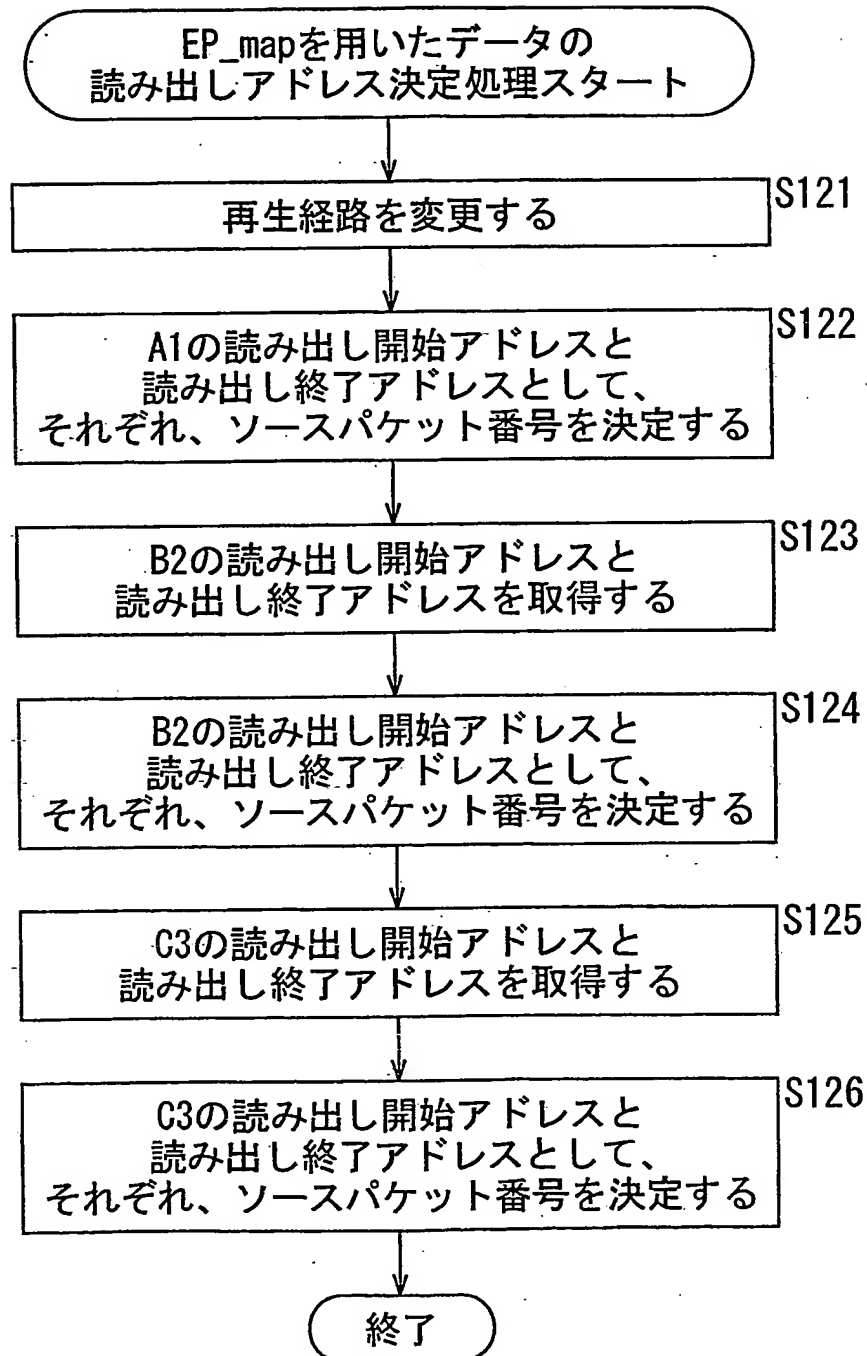 EP_mapを用いたデータの
読み出しアドレス決定処理スタート
S121
再生経路を変更する
S122
A1の読み出し開始アドレスと
読み出し終了アドレスとして、
それぞれ、ソースパケット番号を決定する
S123
B2の読み出し開始アドレスと
読み出し終了アドレスを取得する
S124
B2の読み出し開始アドレスと
読み出し終了アドレスとして、
それぞれ、ソースパケット番号を決定する
S125
C3の読み出し開始アドレスと
読み出し終了アドレスを取得する
S126
C3の読み出し開始アドレスと
読み出し終了アドレスとして、
それぞれ、ソースパケット番号を決定する
終了